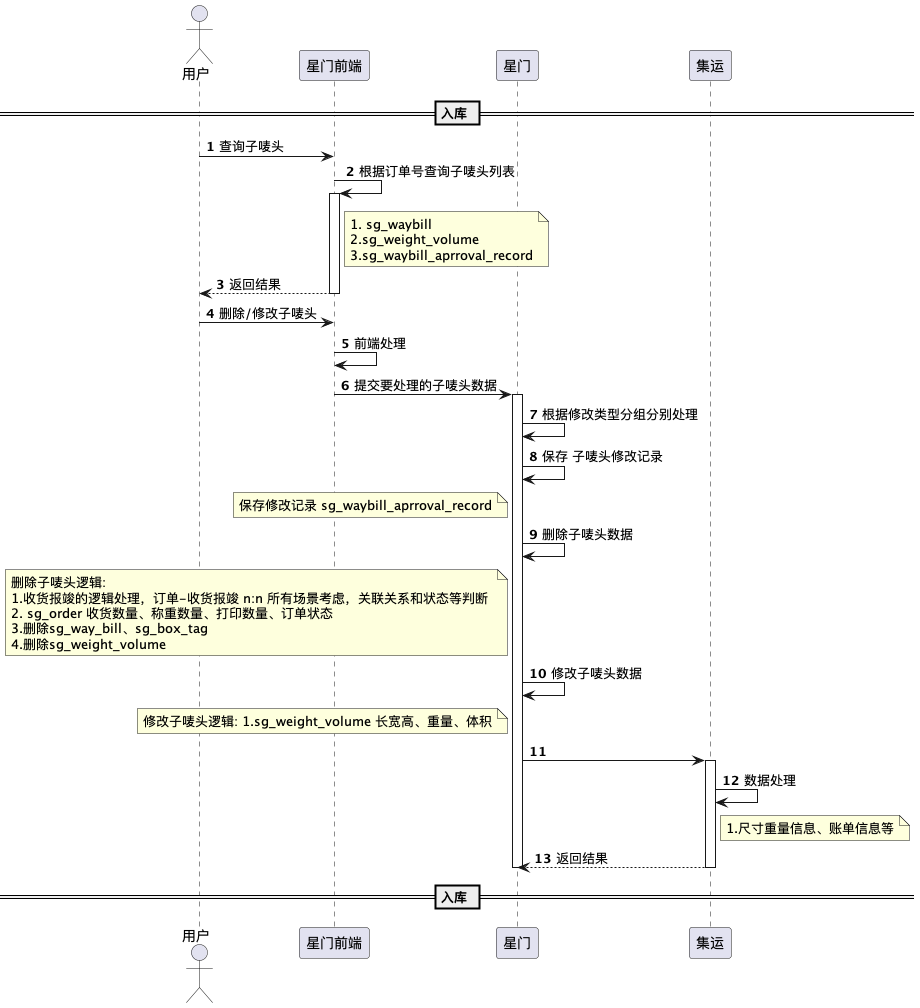 用户
星门前端
星门
集运
入库
1 查询子唛头
2 根据订单号查询子唛头列表
1. sg_waybill
2.sg_weight_volume
3.sg_waybill_aprroval_record
3 返回结果
4 删除/修改子唛头
5 前端处理
6 提交要处理的子唛头数据
7 根据修改类型分组分别处理
8 保存 子唛头修改记录
保存修改记录 sg_waybill_aprroval_record
9 删除子唛头数据
删除子唛头逻辑:
1.收货报竣的逻辑处理，订单-收货报竣 n:n 所有场景考虑，关联关系和状态等判断
2. sg_order 收货数量、称重数量、打印数量、订单状态
3.删除sg_way_bill、sg_box_tag
4.删除sg_weight_volume
10 修改子唛头数据
修改子唛头逻辑: 1.sg_weight_volume 长宽高、重量、体积
11
12 数据处理
1.尺寸重量信息、账单信息等
13 返回结果
入库
用户
星门前端
星门
集运